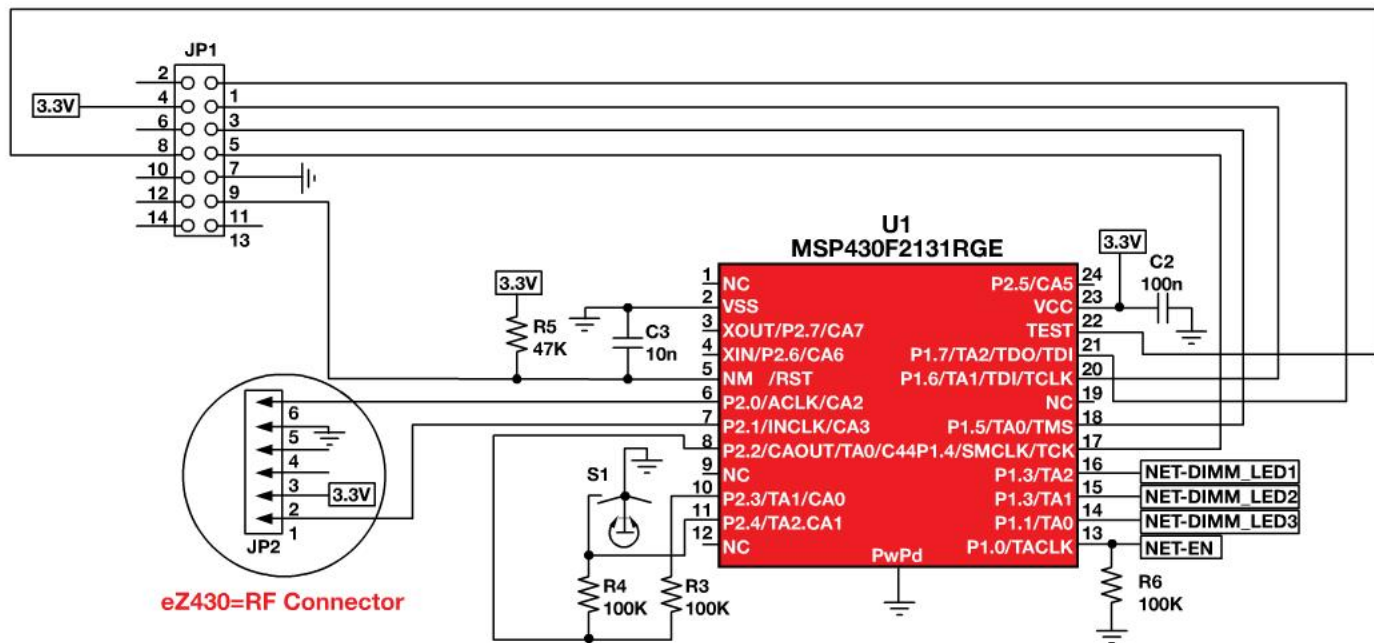 JP1
2
4
6
8
10
12
14
1
3
5
7
9
11
13
3.3V
U1
MSP430F2131RGE
3.3V
C2
100n
3.3V
R5
47K
C3
10n
1 NC
2 VSS
3 XOUT/P2.7/CA7
4 XIN/P2.6/CA6
5 NM /RST
6 P2.0/ACLK/CA2
7 P2.1/INCLK/CA3
8 P2.2/CAOUT/TA0/C44
9 NC
10 P2.3/TA1/CA0
11 P2.4/TA2.CA1
12 NC
P2.5/CA5 24
VCC 23
TEST 22
P1.7/TA2/TDO/TDI 21
P1.6/TA1/TDI/TCLK 20
NC 19
P1.5/TA0/TMS 18
P1.4/SMCLK/TCK 17
P1.3/TA2 16
P1.3/TA1 15
P1.1/TA0 14
P1.0/TACLK 13
PwPd
NET-DIMM_LED1
NET-DIMM_LED2
NET-DIMM_LED3
NET-EN
R6
100K
S1
R4
100K
R3
100K
6
5
4
3
2
1
3.3V
JP2
eZ430=RF Connector